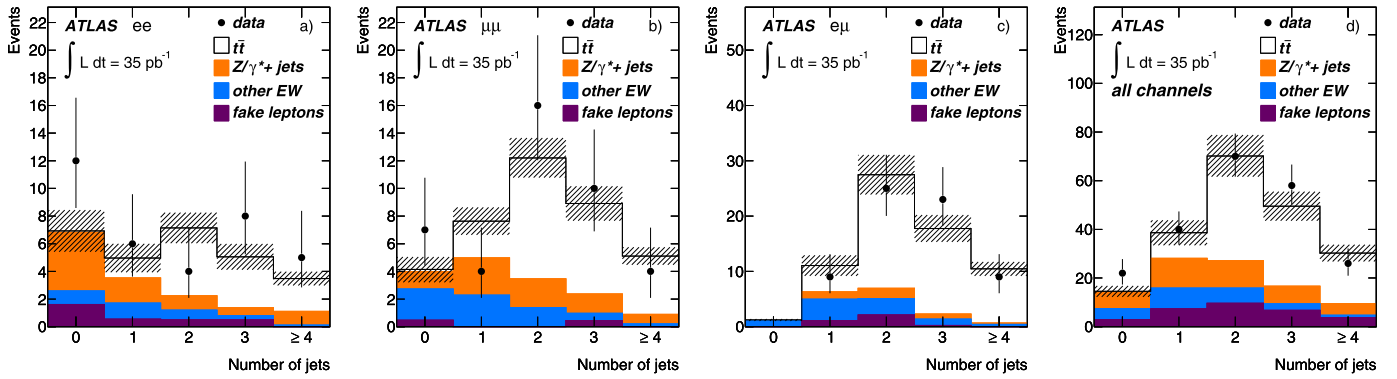 Events
ATLAS ee a)
∫ L dt = 35 pb⁻¹
data
tt̄
Z/γ*+ jets
other EW
fake leptons
22
20
18
16
14
12
10
8
6
4
2
0
0 1 2 3 ≥ 4
Number of jets
Events
ATLAS μμ b)
∫ L dt = 35 pb⁻¹
data
tt̄
Z/γ*+ jets
other EW
fake leptons
22
20
18
16
14
12
10
8
6
4
2
0
0 1 2 3 ≥ 4
Number of jets
Events
ATLAS eμ c)
∫ L dt = 35 pb⁻¹
data
tt̄
Z/γ*+ jets
other EW
fake leptons
50
40
30
20
10
0
0 1 2 3 ≥ 4
Number of jets
Events
ATLAS d)
∫ L dt = 35 pb⁻¹
all channels
data
tt̄
Z/γ*+ jets
other EW
fake leptons
120
100
80
60
40
20
0
0 1 2 3 ≥ 4
Number of jets